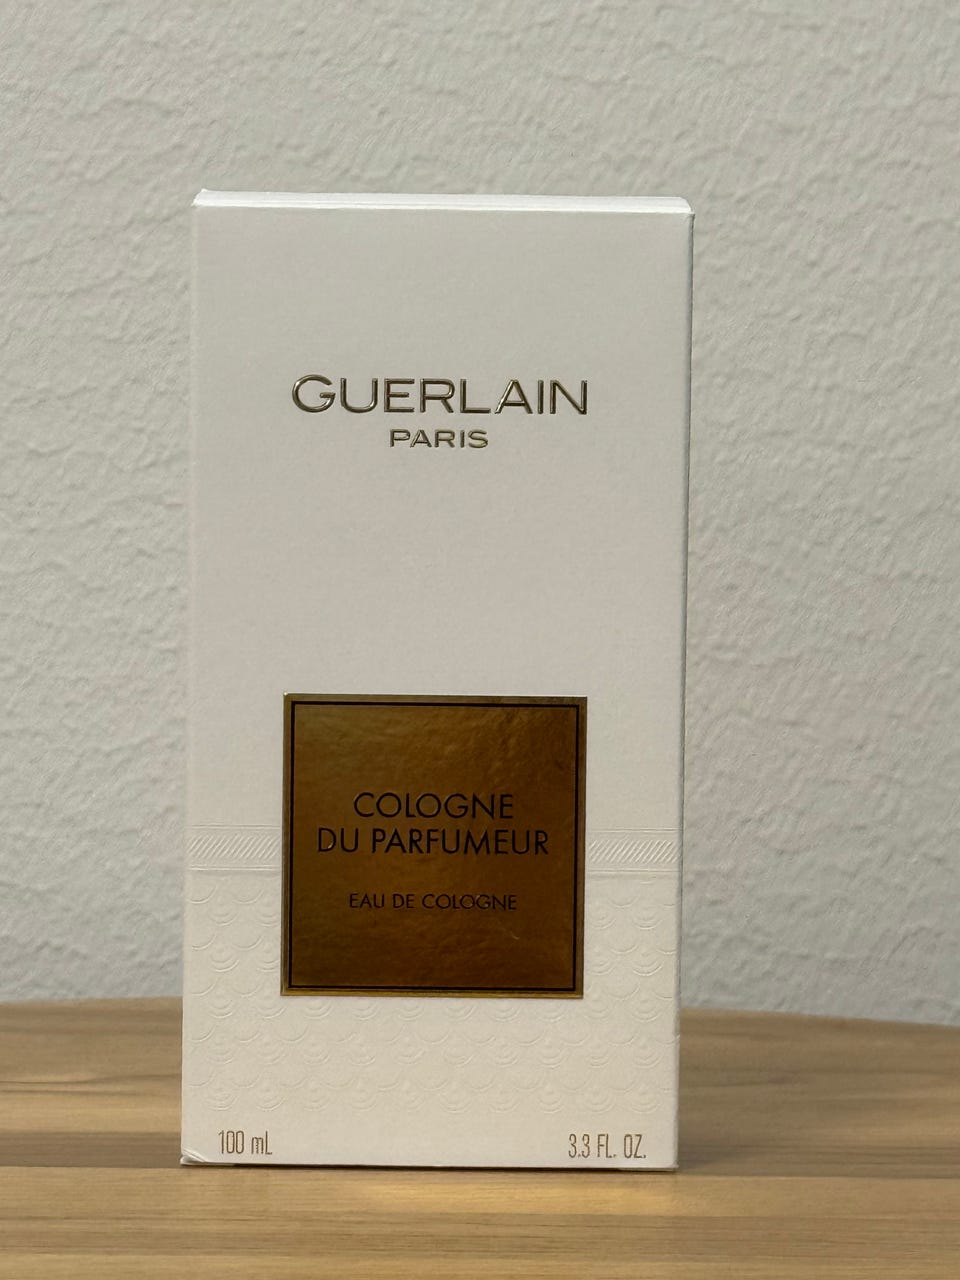 GUERLAIN
PARIS
COLOGNE
DU PARFUMEUR
EAU DE COLOGNE
100 mL
3.3 FL. OZ.